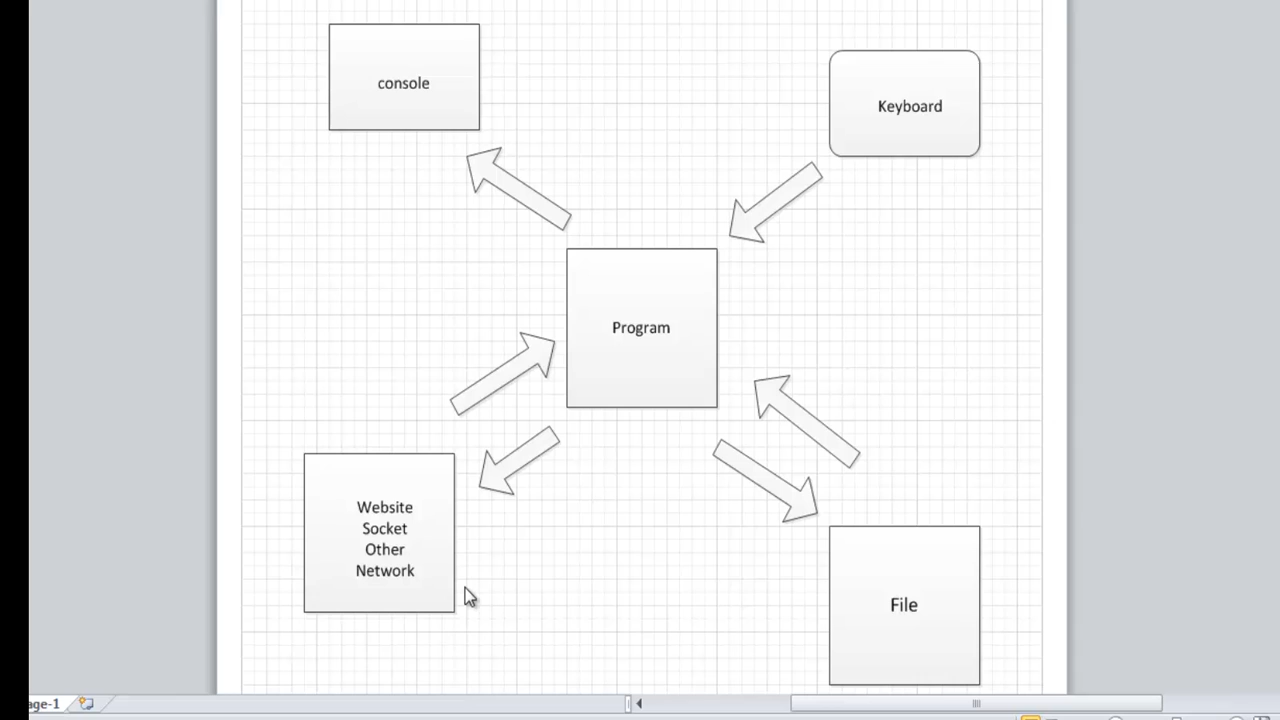 console
Keyboard
Program
Website
Socket
Other
Network
File
age-1